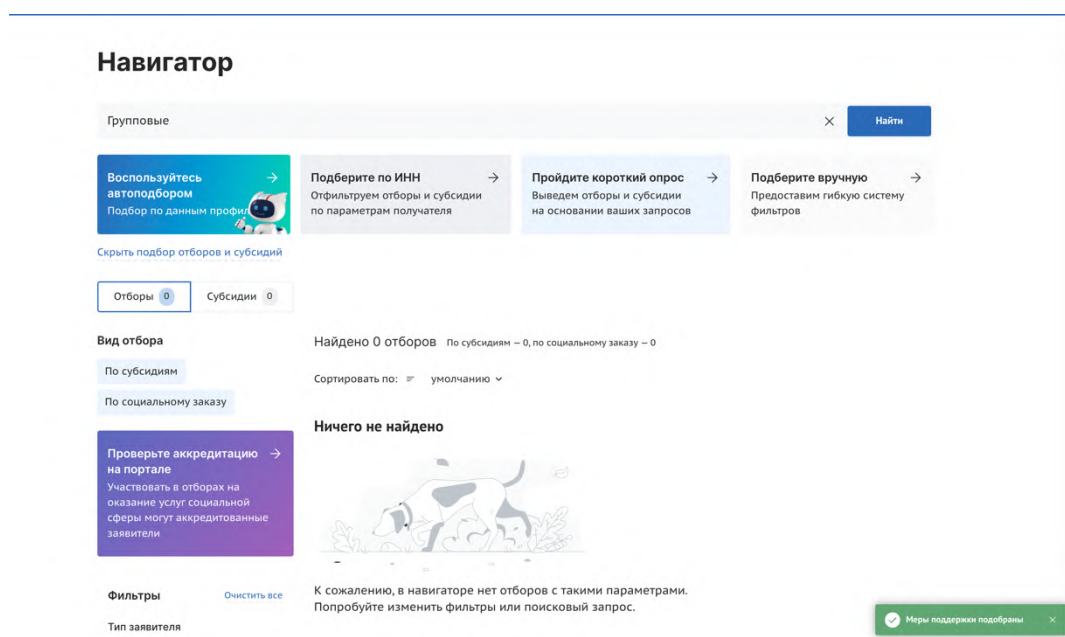 Навигатор
Групповые
Найти
Воспользуйтесь
автоподбором
Подбор по данным
Подберите по ИНН
Отфильтруем отборы и субсидии
по параметрам получателя
Пройдите короткий опрос
Выведем отборы и субсидии
на основании ваших запросов
Подберите вручную
Предоставим гибкую систему
фильтров
Скрыть подбор отборов и субсидий
Отборы 0
Субсидии 0
Вид отбора
По субсидиям
По социальному заказу
Найдено 0 отборов По субсидиям – 0, по социальному заказу – 0
Сортировать по: умолчанию
Ничего не найдено
Проверьте аккредитацию
на портале
Участвовать в отборах на
оказание услуг социальной
сферы могут аккредитованные
заявители
К сожалению, в навигаторе нет отборов с такими параметрами.
Попробуйте изменить фильтры или поисковый запрос.
Фильтры
Очистить все
Тип заявителя
Меры поддержки подобраны